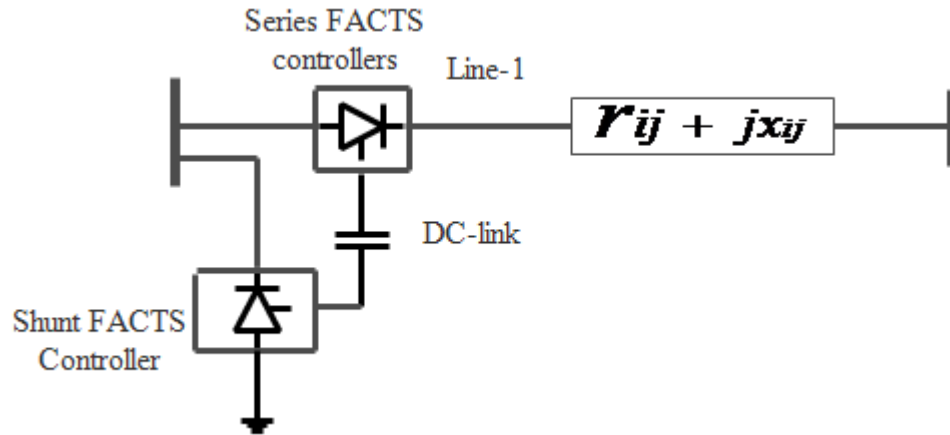 Series FACTS
controllers
Line-1
rij + jxij
DC-link
Shunt FACTS
Controller